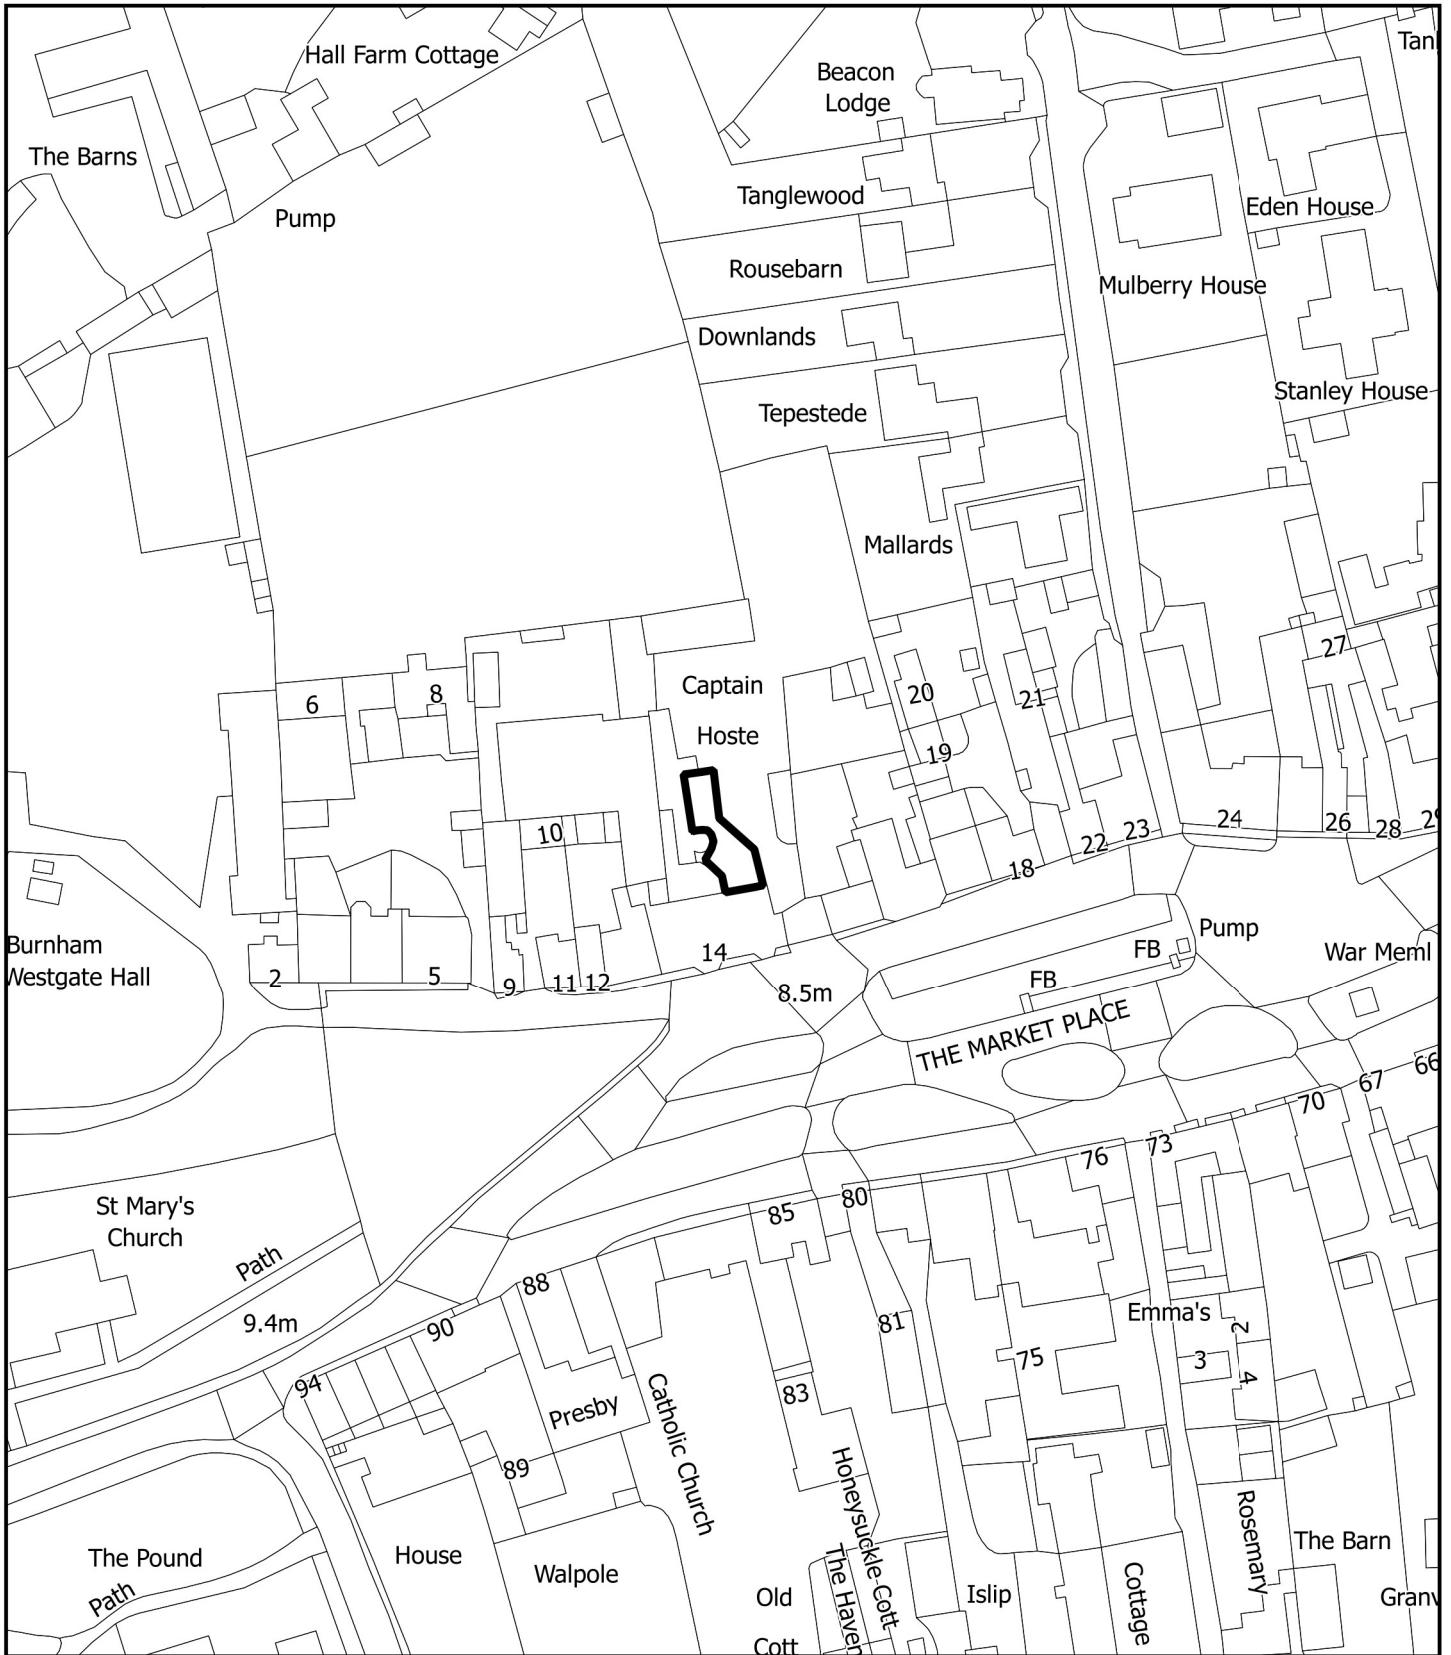 Hall Farm Cottage
Tan
Beacon
Lodge
The Barns
Tanglewood
Pump
Eden House
Rousebarn
Mulberry House
Downlands
Stanley House
Tepestede
Mallards
27
Captain
20
8
21
6
Hoste
19
24
26
29
10
23
28
22
18
Pump
Burnham
14
FB
War Meml
Westgate Hall
2
5
9
11
12
FB
8.5m
THE MARKET PLACE
66
67
70
73
76
St Mary's
80
85
Church
Path
88
Emma's
9.4m
90
81
2
75
3
4
94
83
Presby
Catholic Church
89
Honeysuckle Cott
Rosemary
The Barn
The Pound
House
Walpole
Old
Islip
Cottage
Path
The Haven
Granv
Cott